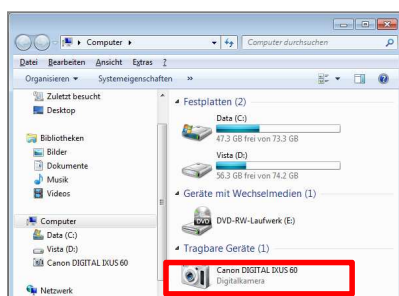 Computer
Computer durchsuchen
Datei Bearbeiten Ansicht Extras ?
Organisieren Systemeigenschaften »
Zuletzt besucht
Desktop
Bibliotheken
Bilder
Dokumente
Musik
Videos
Computer
Data (C:)
Vista (D:)
Canon DIGITAL IXUS 60
Netzwerk
Festplatten (2)
Data (C:)
47.3 GB frei von 73.3 GB
Vista (D:)
56.3 GB frei von 74.2 GB
Geräte mit Wechselmedien (1)
DVD-RW-Laufwerk (E:)
Tragbare Geräte (1)
Canon DIGITAL IXUS 60
Digitalkamera